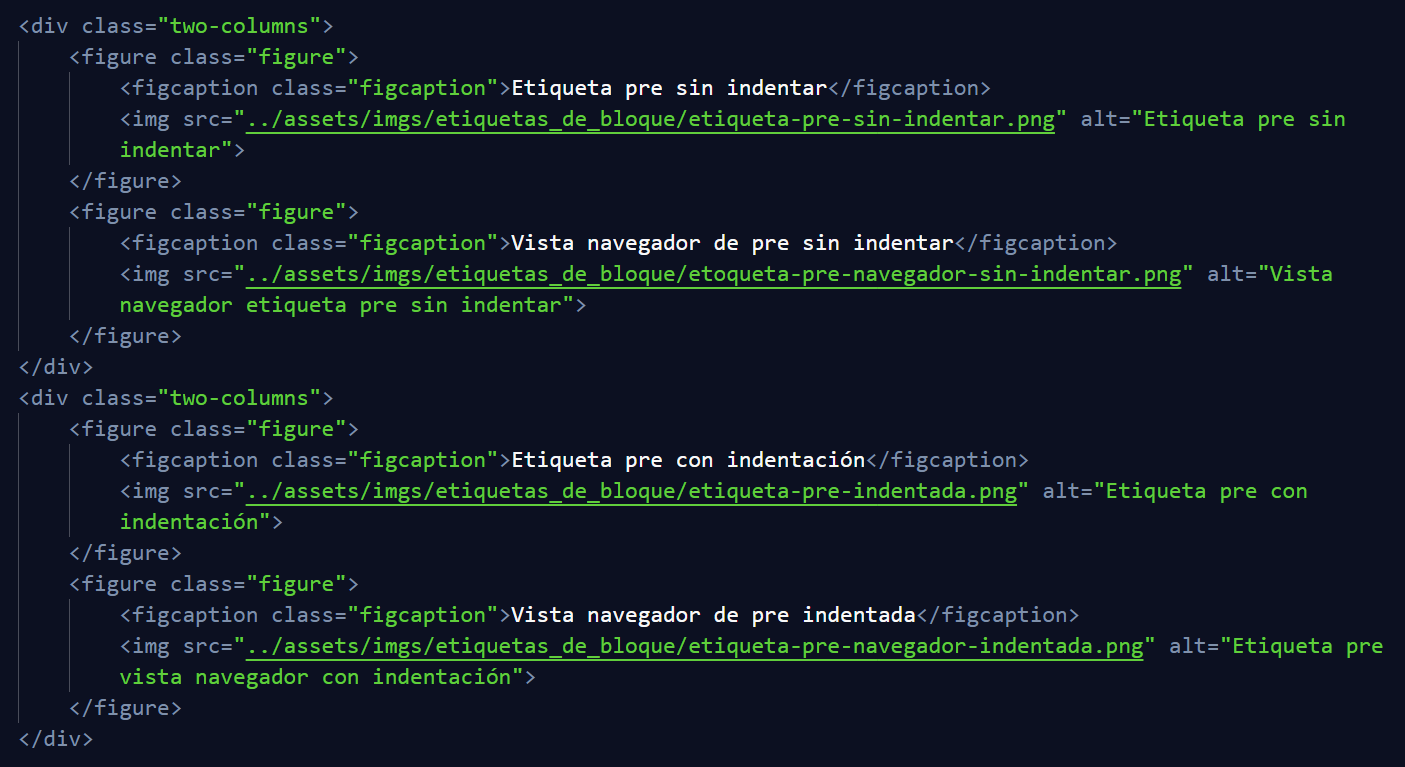 <div class="two-columns">
    <figure class="figure">
        <figcaption class="figcaption">Etiqueta pre sin indentar</figcaption>
        <img src="../assets/imgs/etiquetas_de_bloque/etiqueta-pre-sin-indentar.png" alt="Etiqueta pre sin
        indentar">
    </figure>
    <figure class="figure">
        <figcaption class="figcaption">Vista navegador de pre sin indentar</figcaption>
        <img src="../assets/imgs/etiquetas_de_bloque/etoqueta-pre-navegador-sin-indentar.png" alt="Vista
        navegador etiqueta pre sin indentar">
    </figure>
</div>
<div class="two-columns">
    <figure class="figure">
        <figcaption class="figcaption">Etiqueta pre con indentación</figcaption>
        <img src="../assets/imgs/etiquetas_de_bloque/etiqueta-pre-indentada.png" alt="Etiqueta pre con
        indentación">
    </figure>
    <figure class="figure">
        <figcaption class="figcaption">Vista navegador de pre indentada</figcaption>
        <img src="../assets/imgs/etiquetas_de_bloque/etiqueta-pre-navegador-indentada.png" alt="Etiqueta pre
        vista navegador con indentación">
    </figure>
</div>